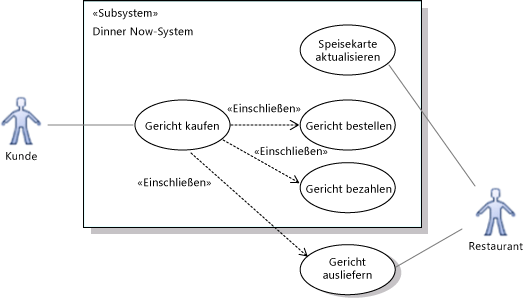 «Subsystem»
Dinner Now-System
Speisekarte
aktualisieren
«Einschließen»
Gericht kaufen
Gericht bestellen
Kunde
«Einschließen»
«Einschließen»
Gericht bezahlen
Restaurant
Gericht
ausliefern